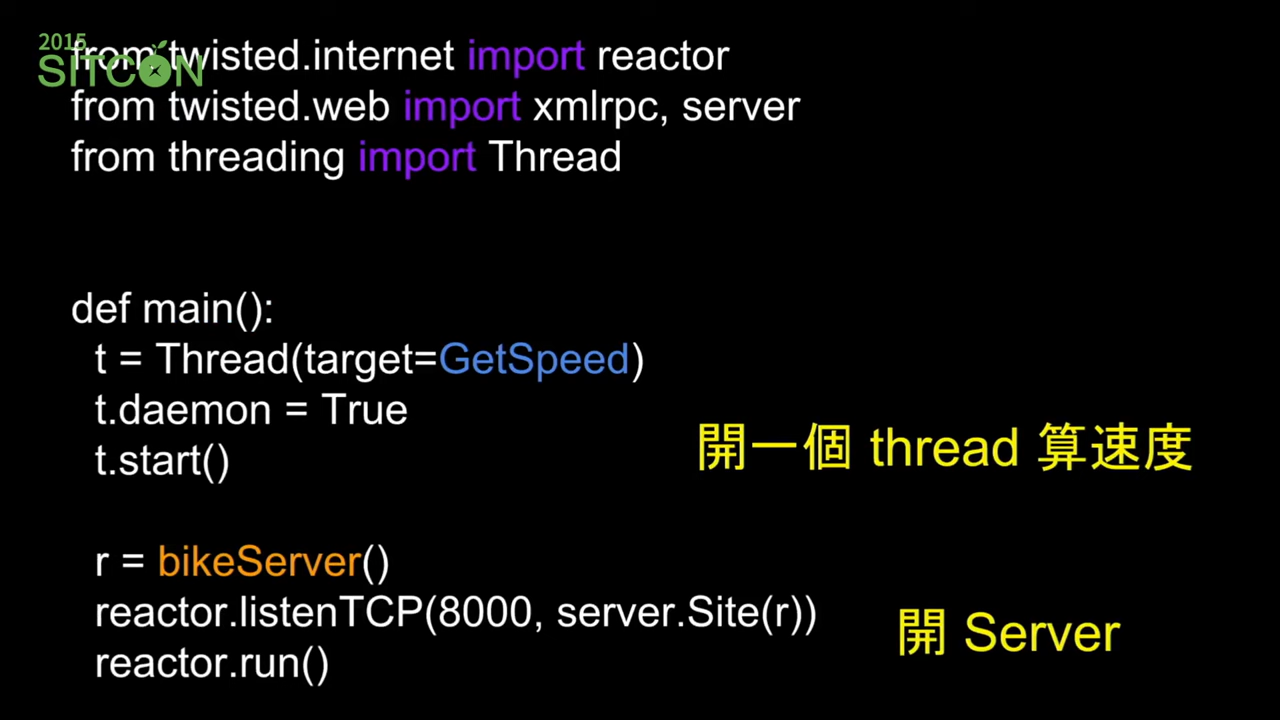 2015
SITCON
from twisted.internet import reactor
from twisted.web import xmlrpc, server
from threading import Thread
def main():
t = Thread(target=GetSpeed)
t.daemon = True
t.start()
開一個 thread 算速度
r = bikeServer()
reactor.listenTCP(8000, server.Site(r))
reactor.run()
開 Server